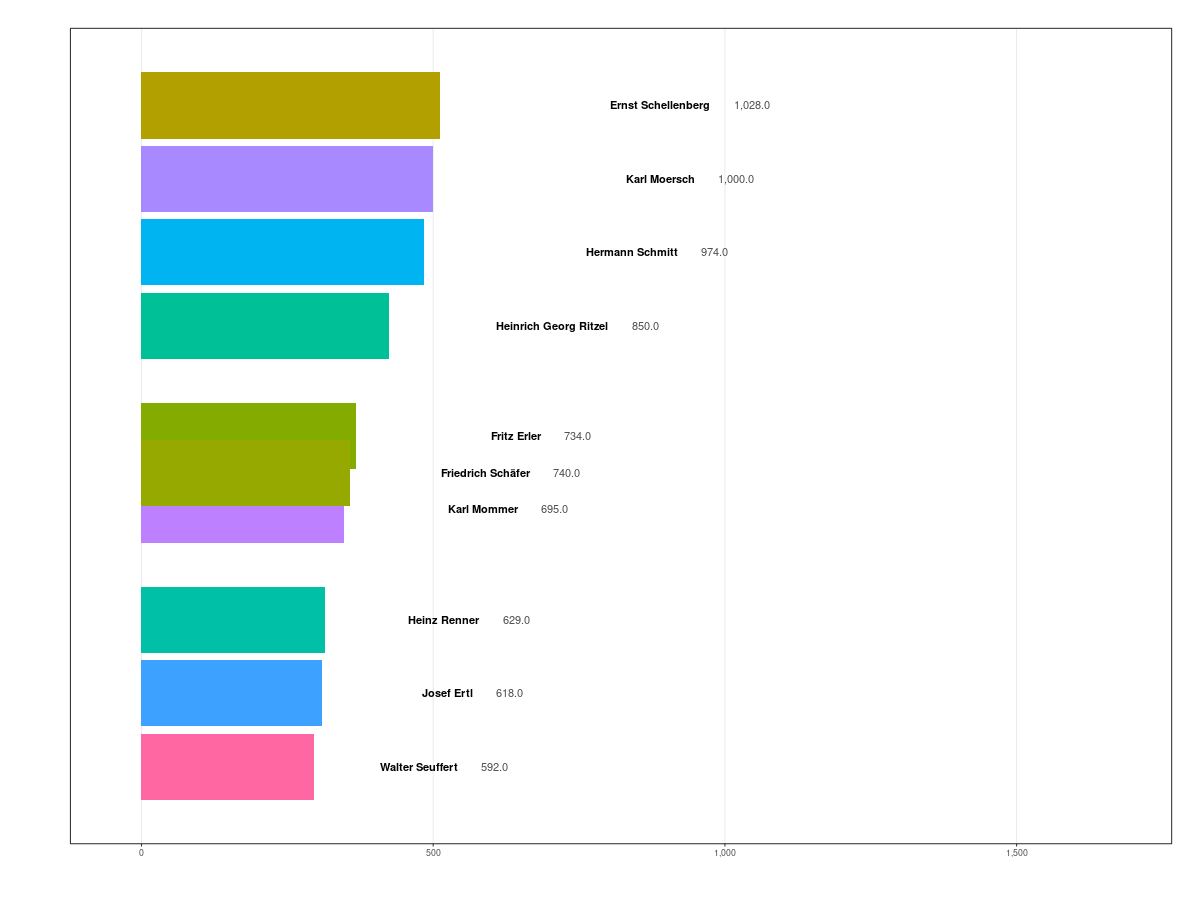 Ernst Schellenberg 1,028.0
Karl Moersch 1,000.0
Hermann Schmitt 974.0
Heinrich Georg Ritzel 850.0
Fritz Erler 734.0
Friedrich Schäfer 740.0
Karl Mommer 695.0
Heinz Renner 629.0
Josef Ertl 618.0
Walter Seuffert 592.0
0 500 1,000 1,500